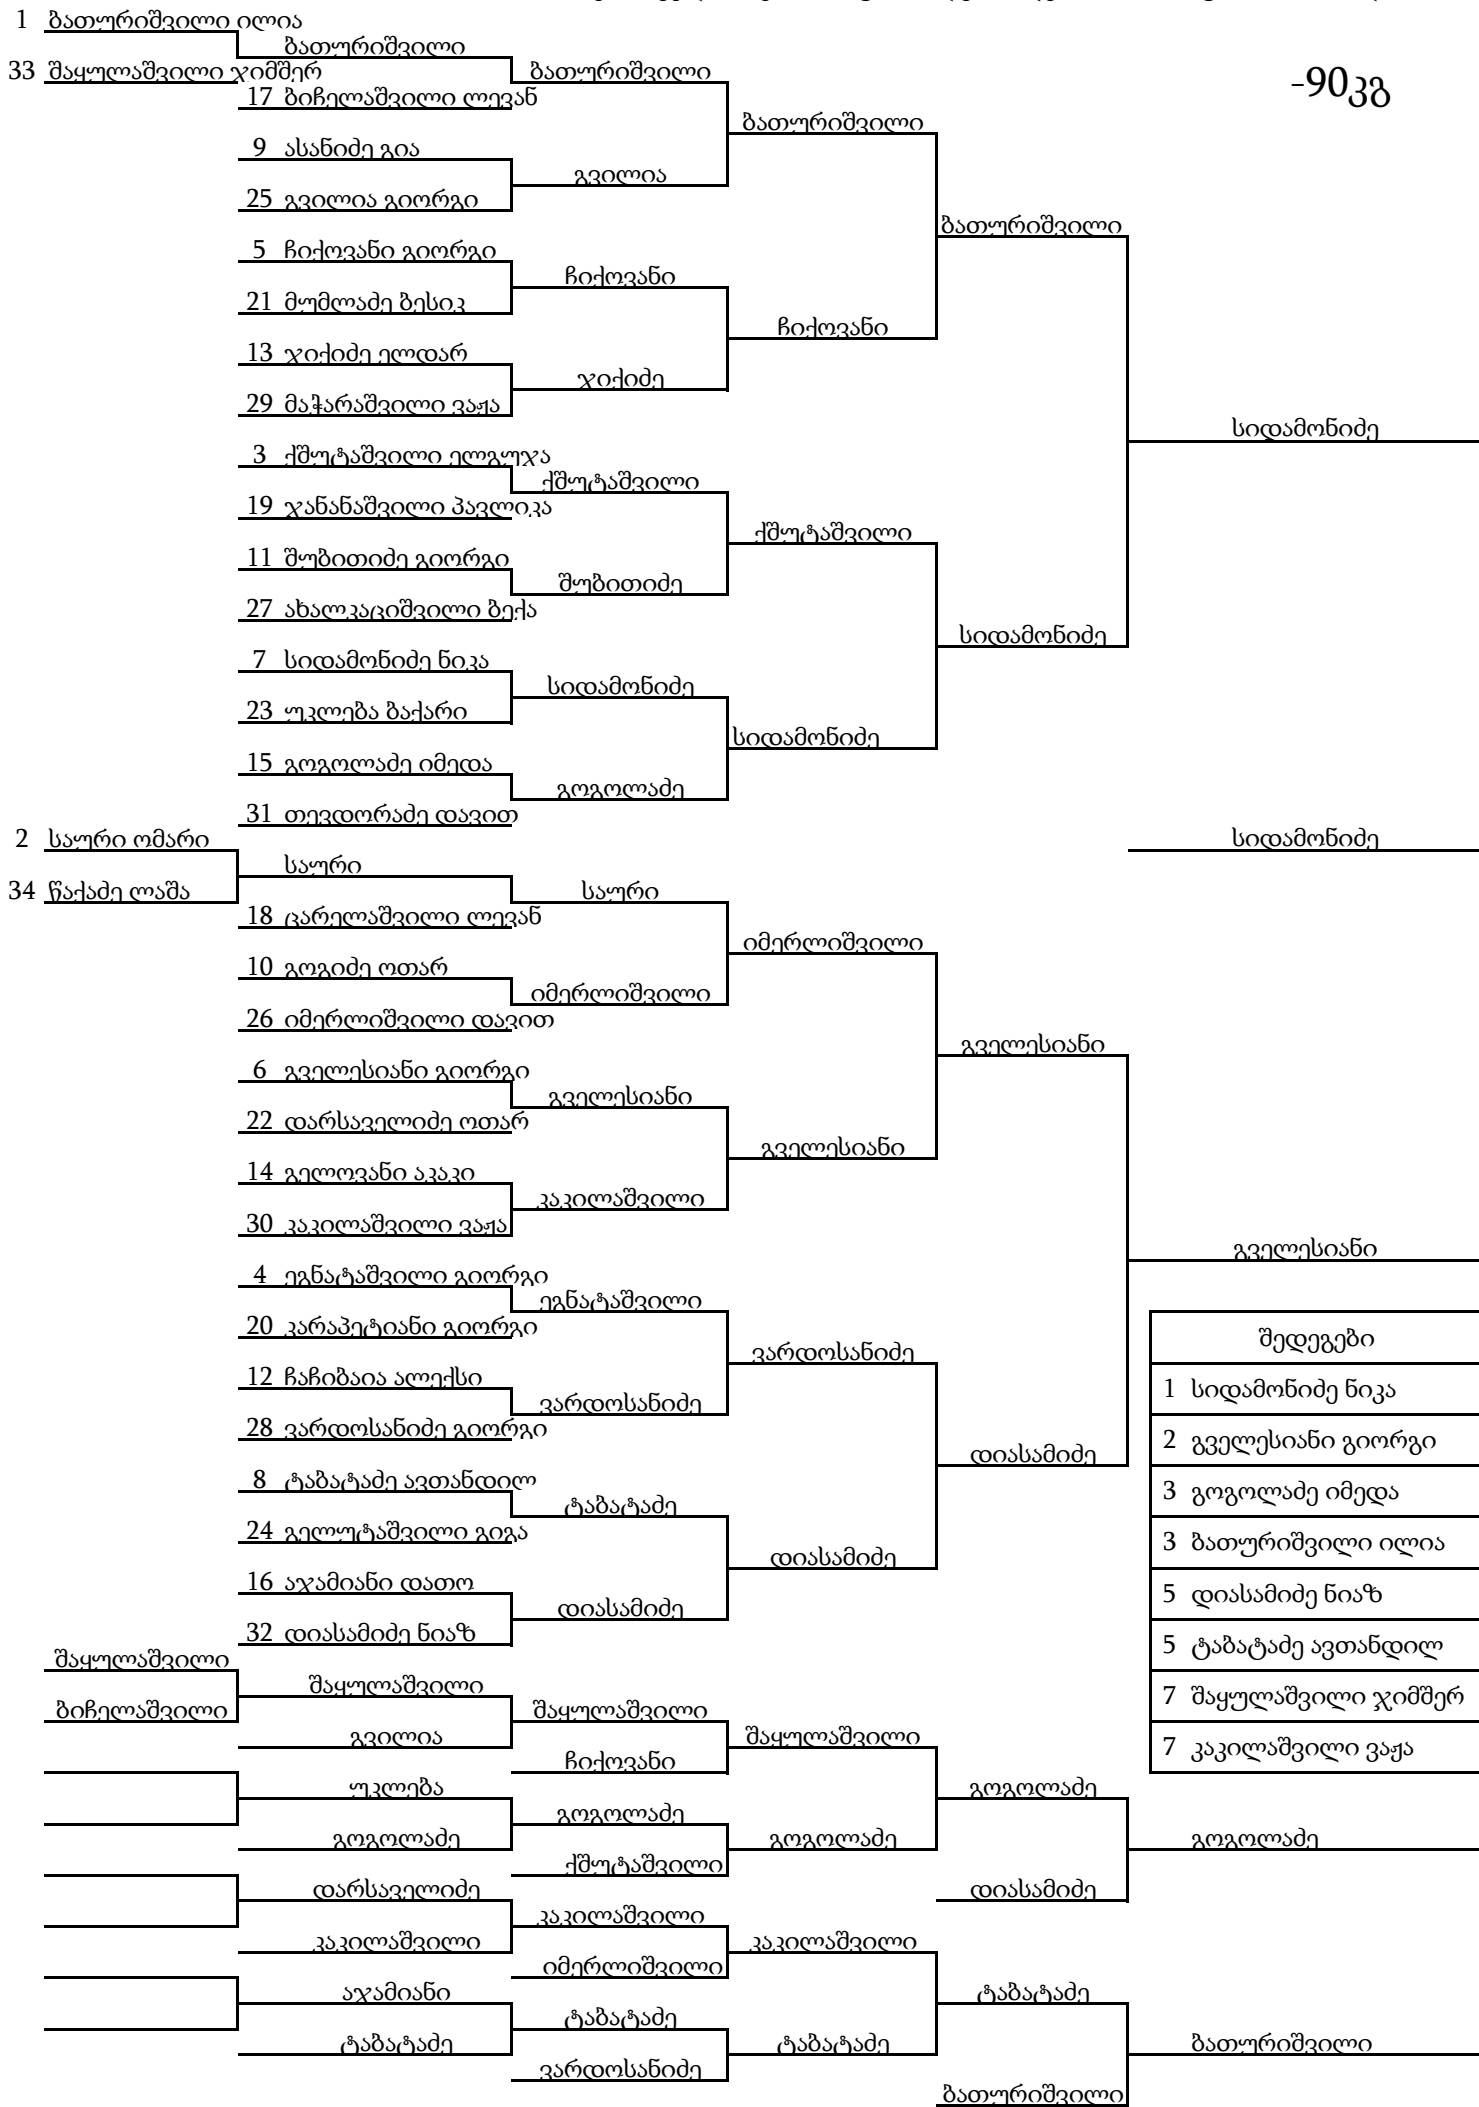 1 ბათურიშვილი ილია
ბათურიშვილი
33 შაყულაშვილი ჯიმშერ
ბათურიშვილი
-90კგ
17 ბიჩელაშვილი ლევან
ბათურიშვილი
9 ასანიძე გია
გვილია
25 გვილია გიორგი
ბათურიშვილი
5 ჩიქოვანი გიორგი
ჩიქოვანი
21 მუმლაძე ბესიკ
ჩიქოვანი
13 ჯიქიძე ელდარ
ჯიქიძე
29 მაჭარაშვილი ვაჟა
სიდამონიძე
3 ქშუტაშვილი ელგუჯა
ქშუტაშვილი
19 ჯანანაშვილი პავლიკა
ქშუტაშვილი
11 შუბითიძე გიორგი
შუბითიძე
27 ახალკაციშვილი ბექა
სიდამონიძე
7 სიდამონიძე ნიკა
სიდამონიძე
23 უკლება ბაქარი
სიდამონიძე
15 გოგოლაძე იმედა
გოგოლაძე
31 თევდორაძე დავით
2 საური ომარი
სიდამონიძე
საური
34 წაქაძე ლაშა
საური
18 ცარელაშვილი ლევან
იმერლიშვილი
10 გოგიძე ოთარ
იმერლიშვილი
26 იმერლიშვილი დავით
გველესიანი
6 გველესიანი გიორგი
გველესიანი
22 დარსაველიძე ოთარ
გველესიანი
14 გელოვანი აკაკი
კაკილაშვილი
30 კაკილაშვილი ვაჟა
გველესიანი
4 ეგნატაშვილი გიორგი
ეგნატაშვილი
20 კარაპეტიანი გიორგი
შედეგები
ვარდოსანიძე
12 ჩაჩიბაია ალექსი
1 სიდამონიძე ნიკა
ვარდოსანიძე
28 ვარდოსანიძე გიორგი
2 გველესიანი გიორგი
დიასამიძე
8 ტაბატაძე ავთანდილ
3 გოგოლაძე იმედა
ტაბატაძე
24 გელუტაშვილი გიგა
3 ბათურიშვილი ილია
დიასამიძე
16 აჯამიანი დათო
5 დიასამიძე ნიაზ
დიასამიძე
32 დიასამიძე ნიაზ
5 ტაბატაძე ავთანდილ
შაყულაშვილი
შაყულაშვილი
7 შაყულაშვილი ჯიმშერ
ბიჩელაშვილი
შაყულაშვილი
გვილია
შაყულაშვილი
7 კაკილაშვილი ვაჟა
ჩიქოვანი
უკლება
გოგოლაძე
გოგოლაძე
გოგოლაძე
გოგოლაძე
გოგოლაძე
ქშუტაშვილი
დარსაველიძე
დიასამიძე
კაკილაშვილი
კაკილაშვილი
კაკილაშვილი
იმერლიშვილი
აჯამიანი
ტაბატაძე
ტაბატაძე
ტაბატაძე
ტაბატაძე
ბათურიშვილი
ვარდოსანიძე
ბათურიშვილი